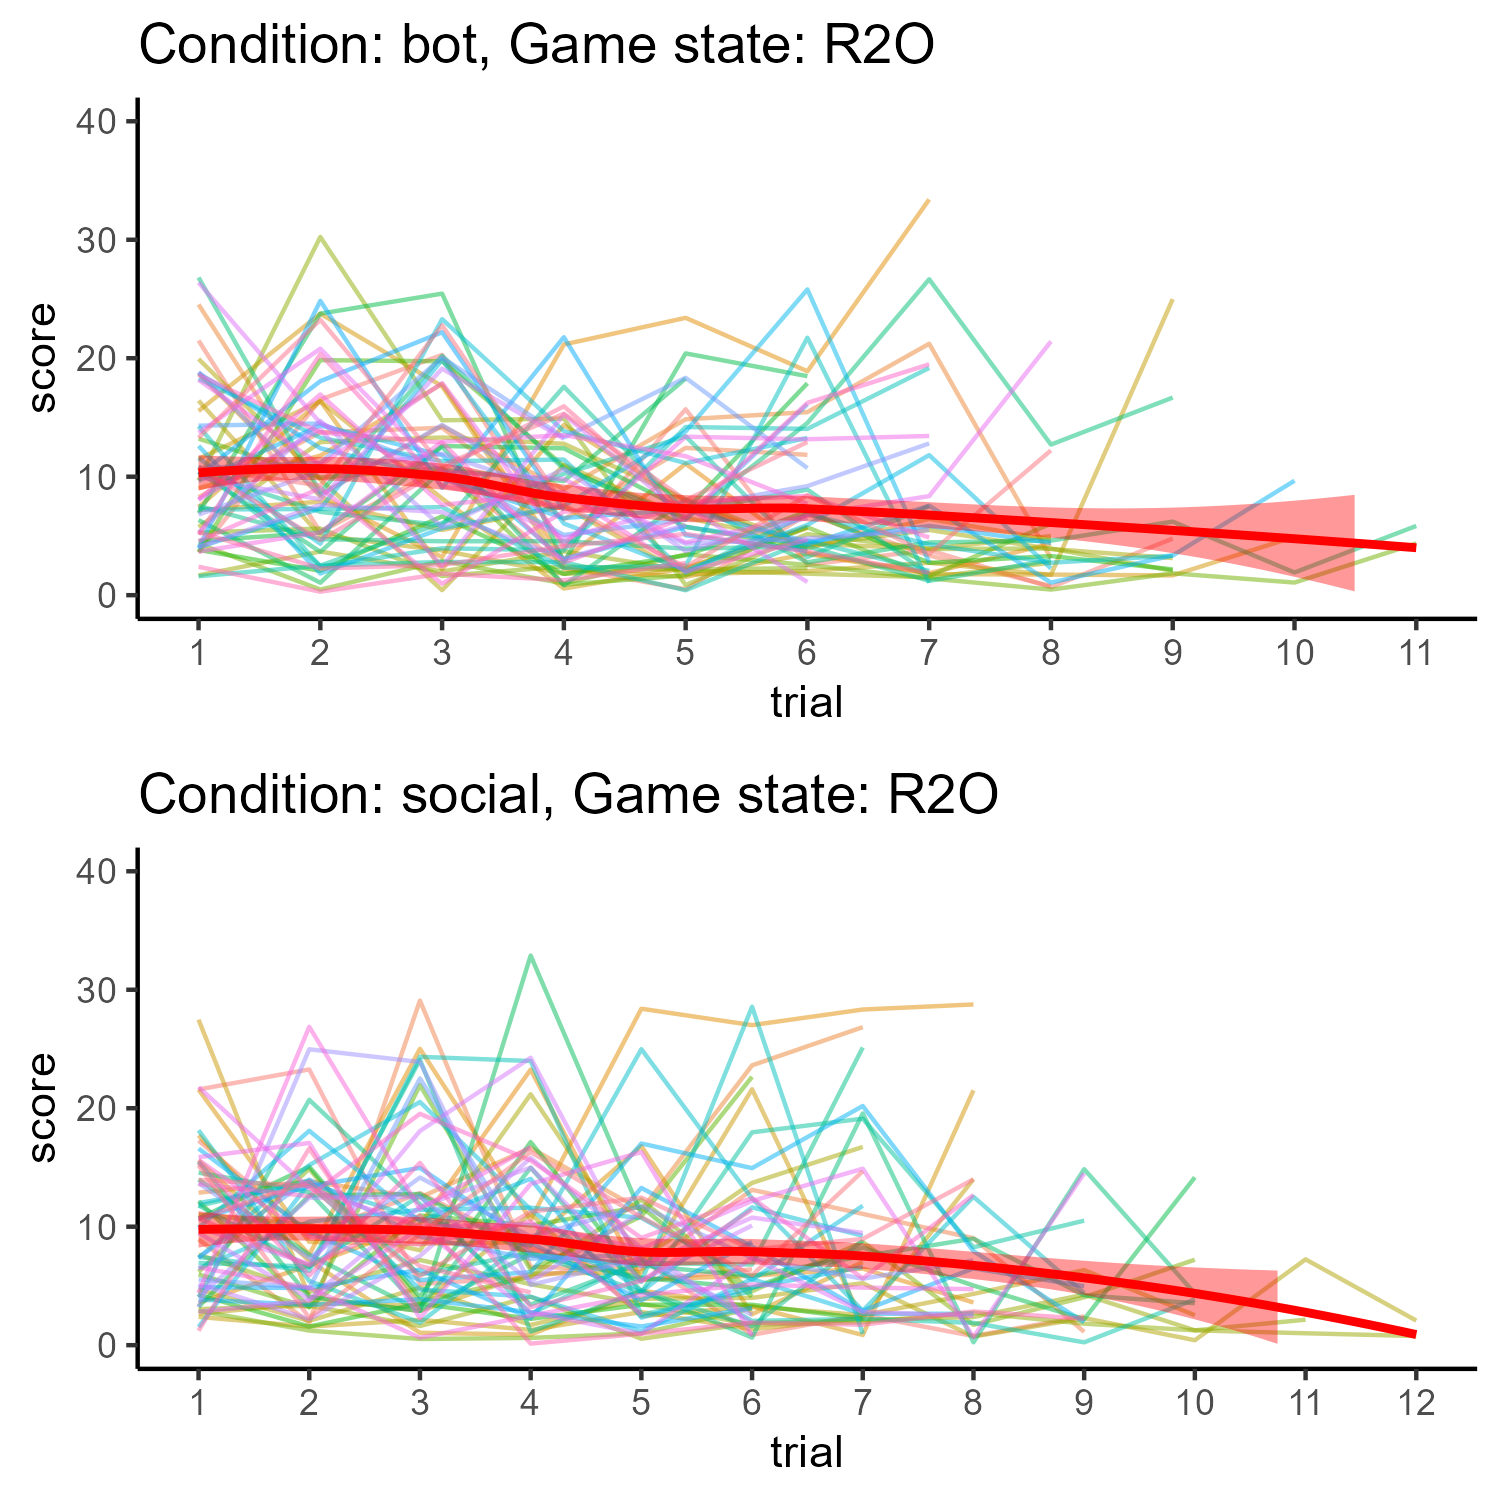 Condition: bot, Game state: R2O
40
30
20
10
0
score
1 2 3 4 5 6 7 8 9 10 11
trial
Condition: social, Game state: R2O
40
30
20
10
0
score
1 2 3 4 5 6 7 8 9 10 11 12
trial